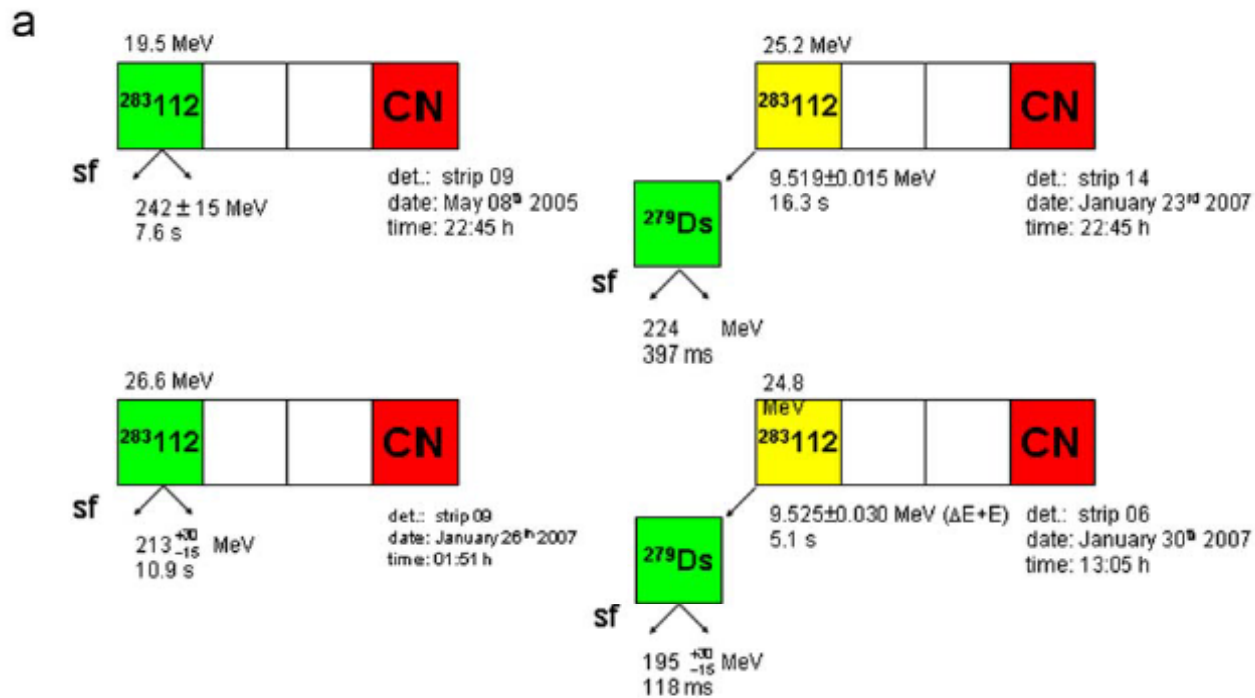 a
19.5 MeV
²⁸³112 CN
sf
242 ± 15 MeV
7.6 s
det.: strip 09
date: May 08ᵗʰ 2005
time: 22:45 h
25.2 MeV
²⁸³112 CN
9.519±0.015 MeV
16.3 s
det.: strip 14
date: January 23ʳᵈ 2007
time: 22:45 h
²⁷⁹Ds
sf
224 MeV
397 ms
26.6 MeV
²⁸³112 CN
sf
213 +30 −15 MeV
10.9 s
det.: strip 09
date: January 26ᵗʰ 2007
time: 01:51 h
24.8
MeV
²⁸³112 CN
9.525±0.030 MeV (ΔE+E)
5.1 s
det.: strip 06
date: January 30ᵗʰ 2007
time: 13:05 h
²⁷⁹Ds
sf
195 +30 −15 MeV
118 ms